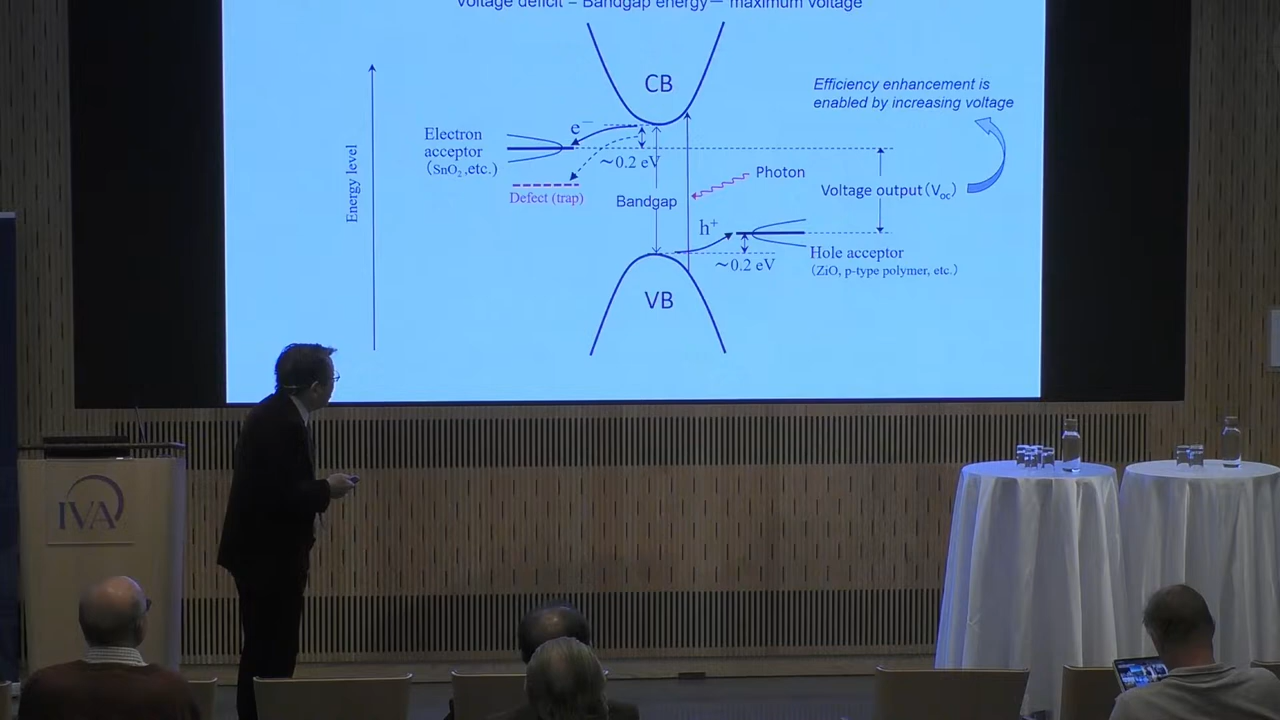 Voltage deficit = Bandgap energy— maximum voltage
CB
Efficiency enhancement is
enabled by increasing voltage
Electron
acceptor
(SnO₂,etc.)
e⁻
~0.2 eV
Defect (trap)
Energy level
Photon
Bandgap
Voltage output (Voc)
h⁺
~0.2 eV
Hole acceptor
(ZiO, p-type polymer, etc.)
VB
IVA